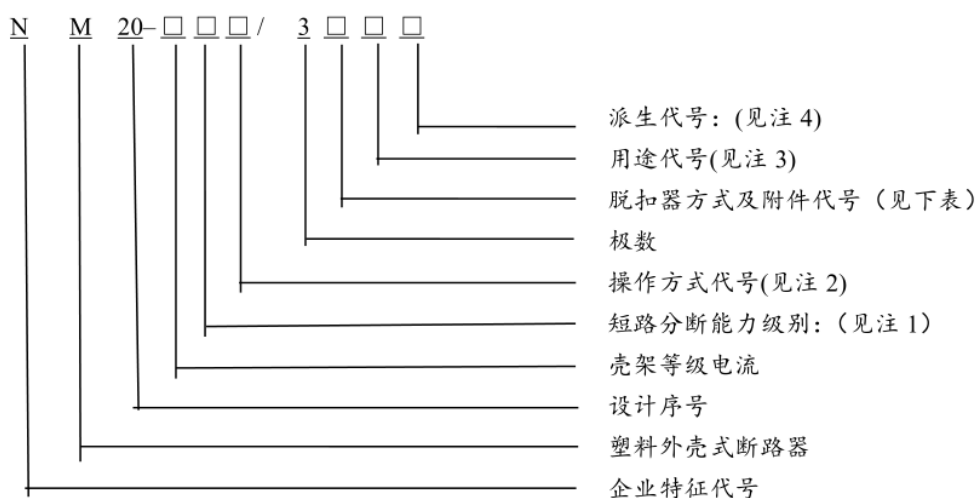 N M 20-□□□/ 3□□□
派生代号：(见注 4)
用途代号(见注 3)
脱扣器方式及附件代号（见下表）
极数
操作方式代号(见注 2)
短路分断能力级别：（见注 1）
壳架等级电流
设计序号
塑料外壳式断路器
企业特征代号